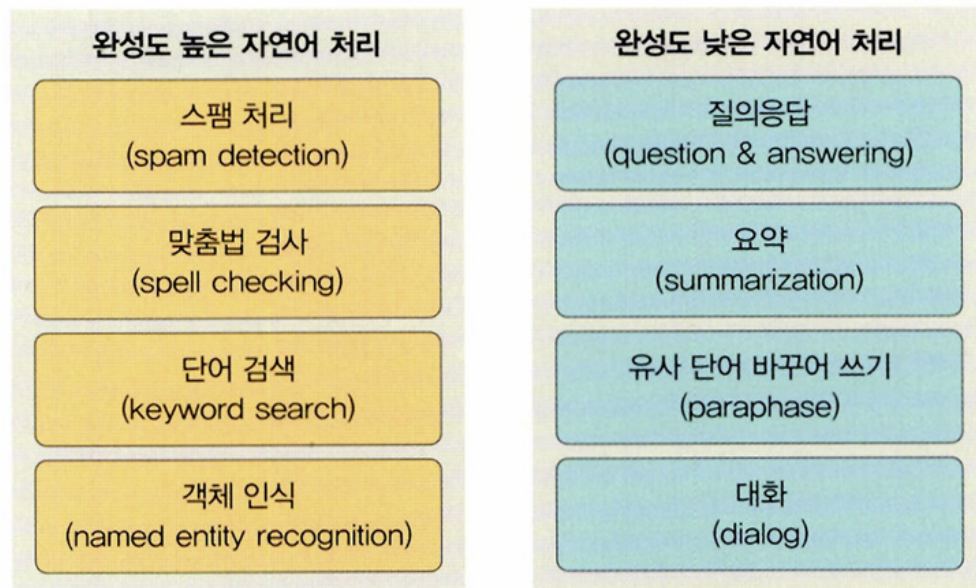 완성도 높은 자연어 처리
스팸 처리
(spam detection)
맞춤법 검사
(spell checking)
단어 검색
(keyword search)
객체 인식
(named entity recognition)
완성도 낮은 자연어 처리
질의응답
(question & answering)
요약
(summarization)
유사 단어 바꾸어 쓰기
(paraphase)
대화
(dialog)